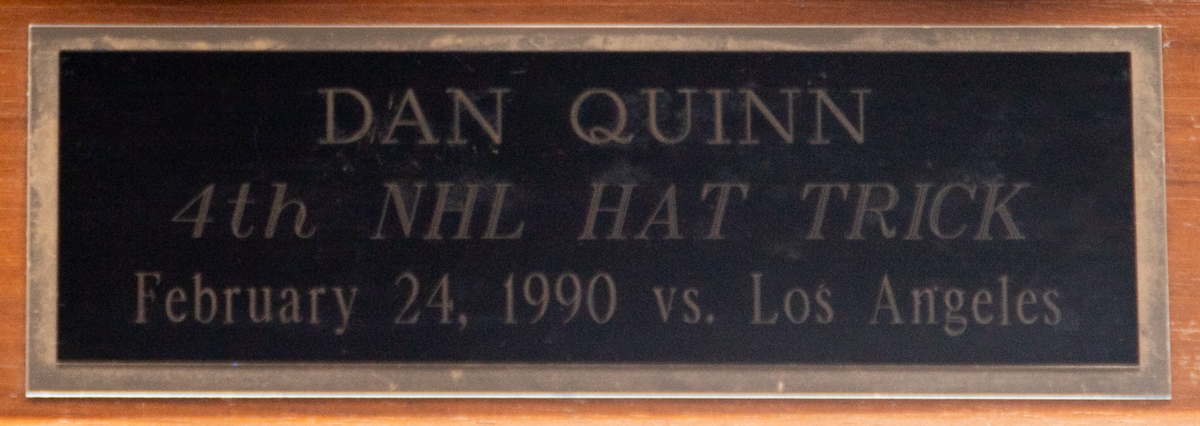 DAN QUINN
4th NHL HAT TRICK
February 24, 1990 vs. Los Angeles